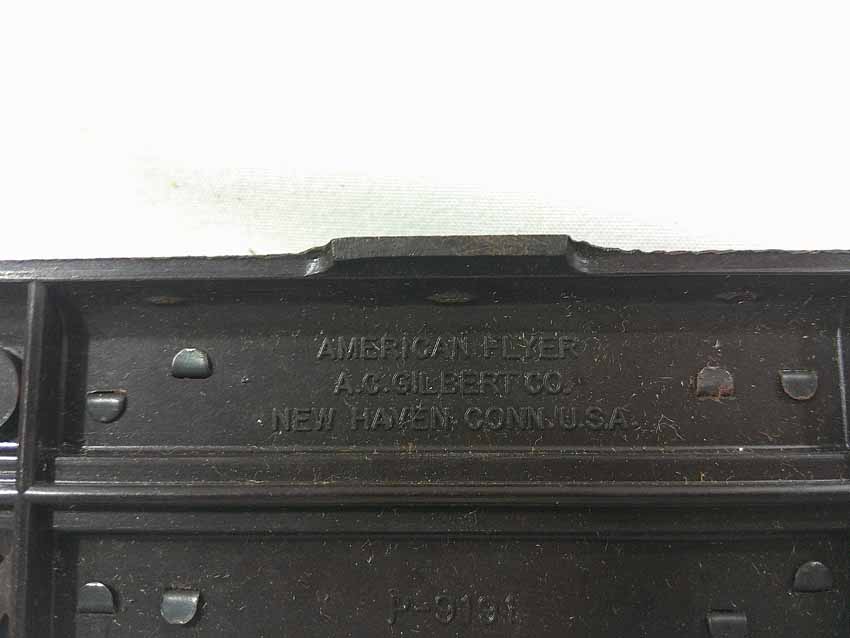 AMERICAN FLYER
A.C. GILBERT CO.
NEW HAVEN, CONN. U.S.A.